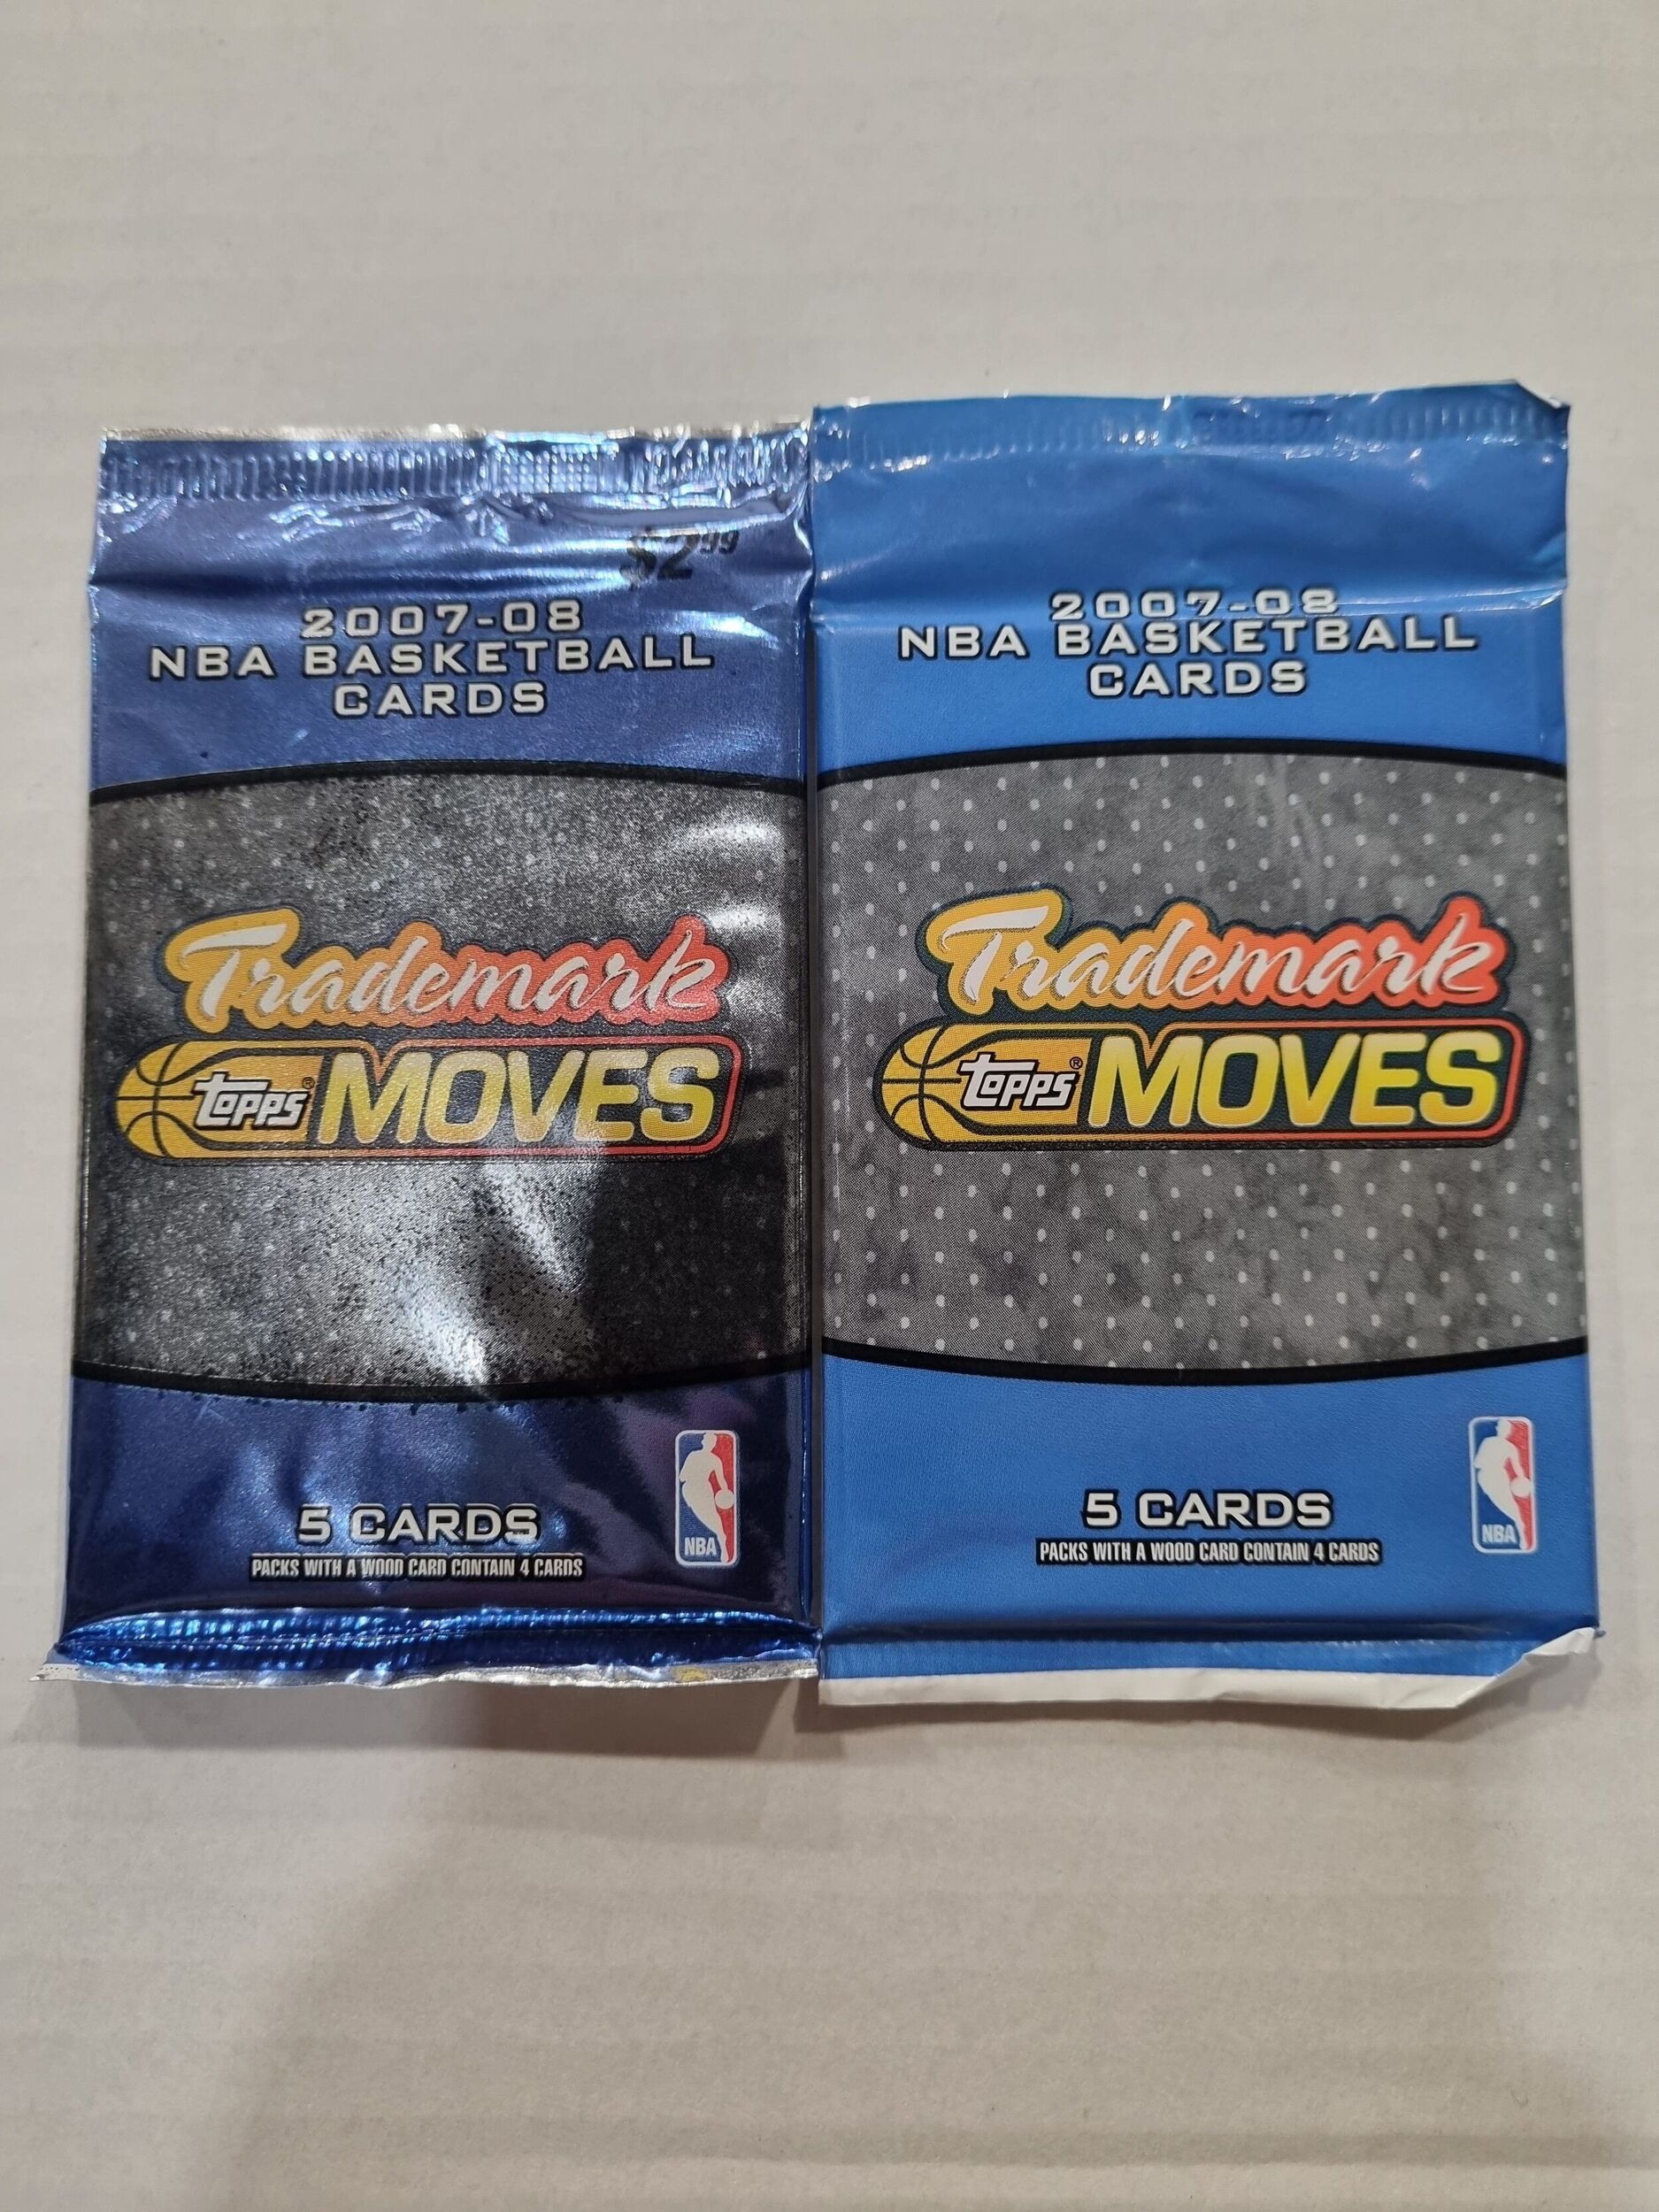 $2.99
2007-08
NBA BASKETBALL
CARDS
Trademark
topps® MOVES
5 CARDS
PACKS WITH A WOOD CARD CONTAIN 4 CARDS
NBA
2007-08
NBA BASKETBALL
CARDS
Trademark
topps® MOVES
5 CARDS
PACKS WITH A WOOD CARD CONTAIN 4 CARDS
NBA